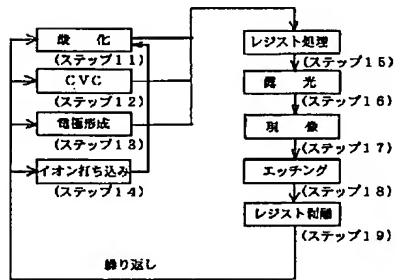 酸 化
(ステップ11)
CVC
(ステップ12)
電極形成
(ステップ13)
イオン打ち込み
(ステップ14)
レジスト処理
(ステップ15)
露 光
(ステップ16)
現 像
(ステップ17)
エッチング
(ステップ18)
レジスト剥離
(ステップ19)
繰り返し